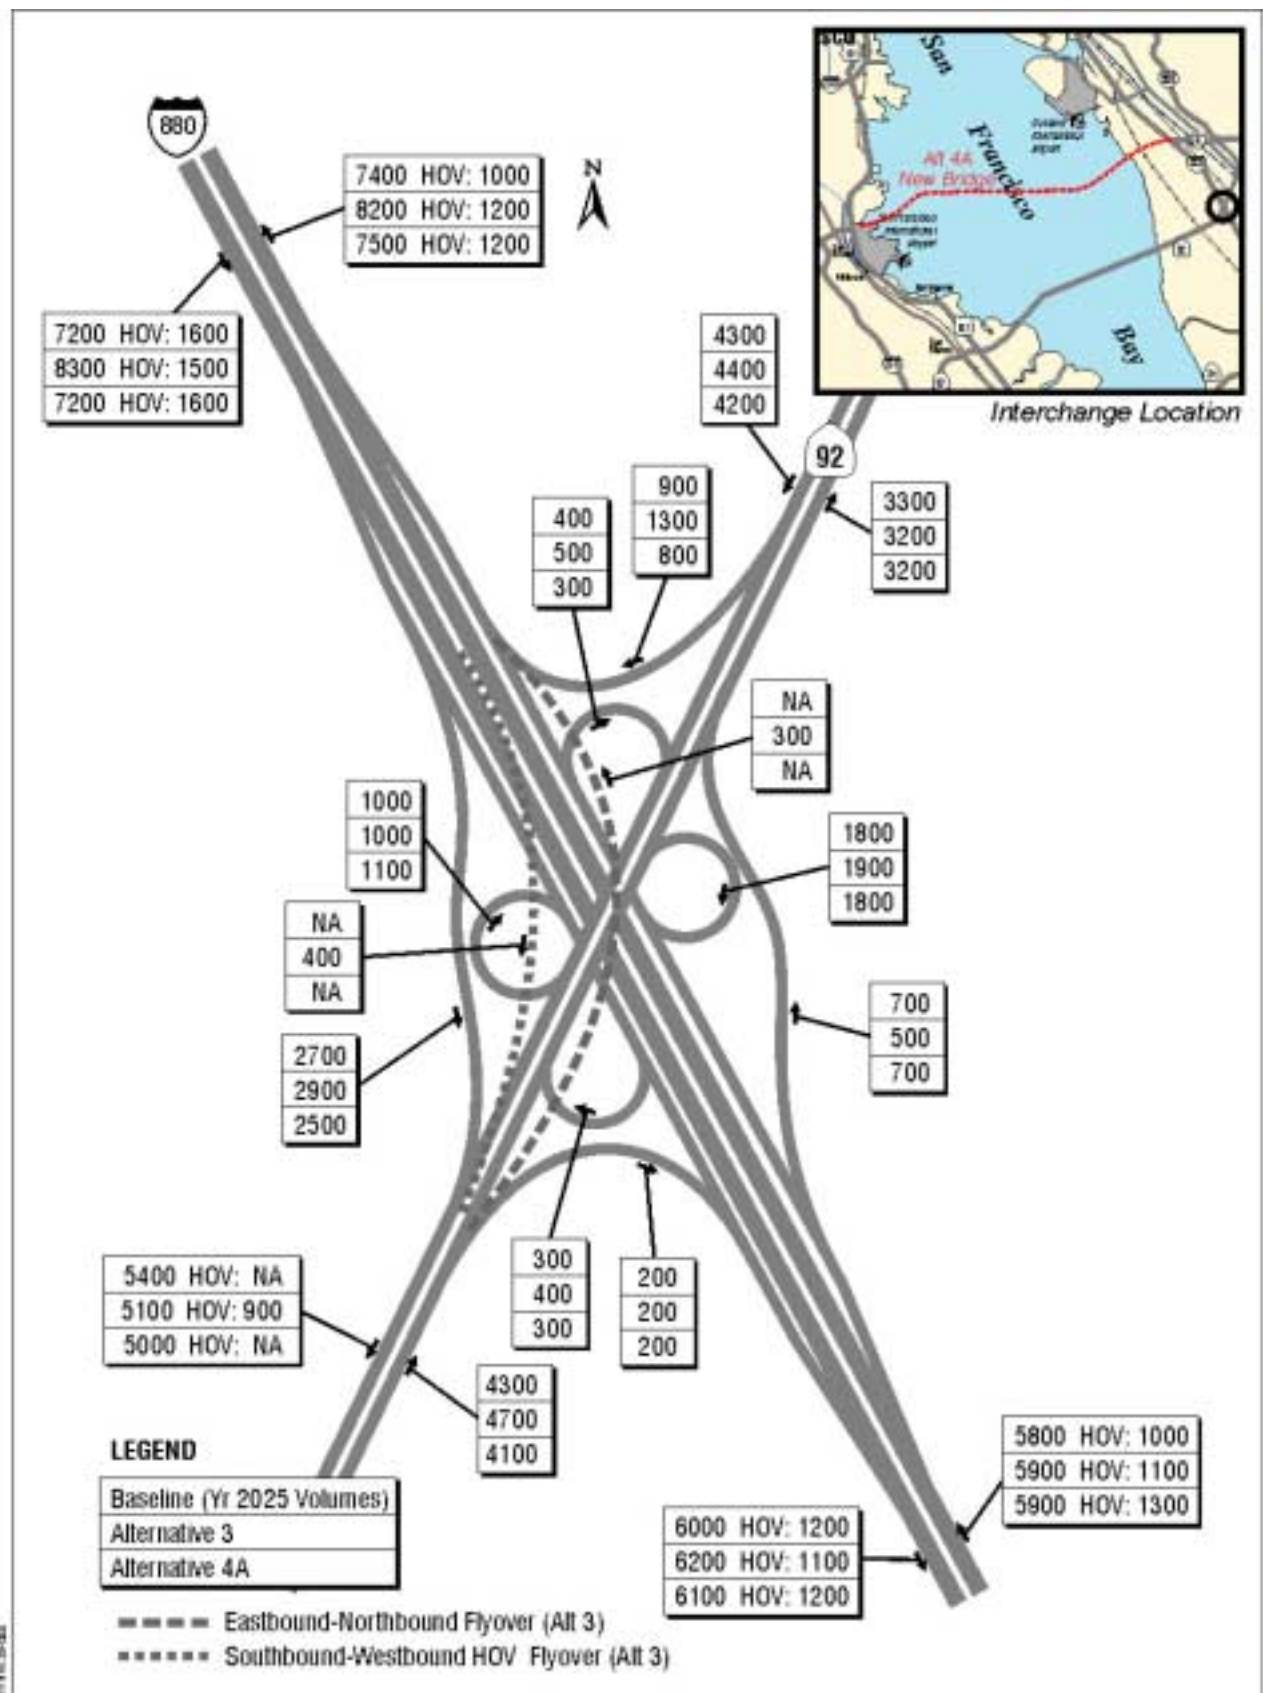 880
7400 HOV: 1000
8200 HOV: 1200
7500 HOV: 1200
N
San
Francisco
Bay
Alt 4A
New Bridge
Interchange Location
7200 HOV: 1600
8300 HOV: 1500
7200 HOV: 1600
4300
4400
4200
92
900
1300
800
400
500
300
3300
3200
3200
NA
300
NA
1000
1000
1100
1800
1900
1800
NA
400
NA
700
500
700
2700
2900
2500
300
400
300
200
200
200
5400 HOV: NA
5100 HOV: 900
5000 HOV: NA
4300
4700
4100
5800 HOV: 1000
5900 HOV: 1100
5900 HOV: 1300
6000 HOV: 1200
6200 HOV: 1100
6100 HOV: 1200
LEGEND
Baseline (Yr 2025 Volumes)
Alternative 3
Alternative 4A
Eastbound-Northbound Flyover (Alt 3)
Southbound-Westbound HOV Flyover (Alt 3)